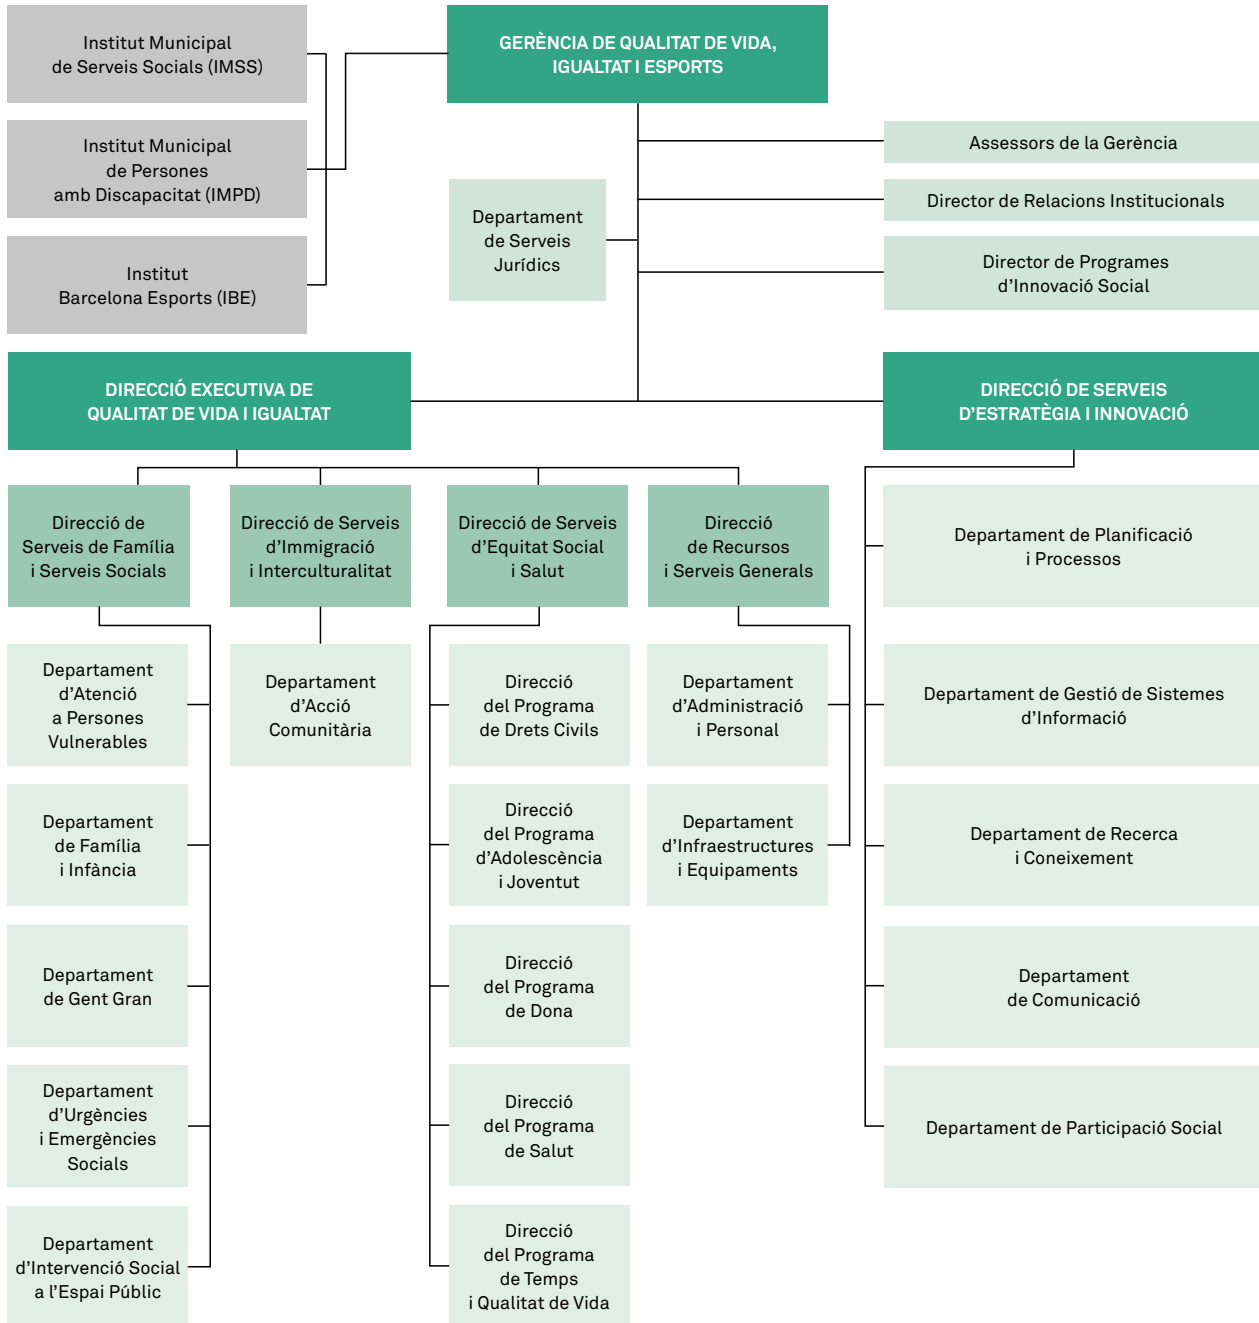 Institut Municipal
de Serveis Socials (IMSS)
GERÈNCIA DE QUALITAT DE VIDA,
IGUALTAT I ESPORTS
Institut Municipal
de Persones
amb Discapacitat (IMPD)
Assessors de la Gerència
Departament
de Serveis
Jurídics
Director de Relacions Institucionals
Institut
Barcelona Esports (IBE)
Director de Programes
d’Innovació Social
DIRECCIÓ EXECUTIVA DE
QUALITAT DE VIDA I IGUALTAT
DIRECCIÓ DE SERVEIS
D’ESTRATÈGIA I INNOVACIÓ
Direcció de
Serveis de Família
i Serveis Socials
Direcció de Serveis
d’Immigració
i Interculturalitat
Direcció de Serveis
d’Equitat Social
i Salut
Direcció
de Recursos
i Serveis Generals
Departament de Planificació
i Processos
Departament
d’Atenció
a Persones
Vulnerables
Departament
d’Acció
Comunitària
Direcció
del Programa
de Drets Civils
Departament
d’Administració
i Personal
Departament de Gestió de Sistemes
d’Informació
Departament
de Família
i Infància
Direcció
del Programa
d’Adolescència
i Joventut
Departament
d’Infraestructures
i Equipaments
Departament de Recerca
i Coneixement
Departament
de Gent Gran
Direcció
del Programa
de Dona
Departament
de Comunicació
Departament
d’Urgències
i Emergències
Socials
Direcció
del Programa
de Salut
Departament de Participació Social
Departament
d’Intervenció Social
a l’Espai Públic
Direcció
del Programa
de Temps
i Qualitat de Vida